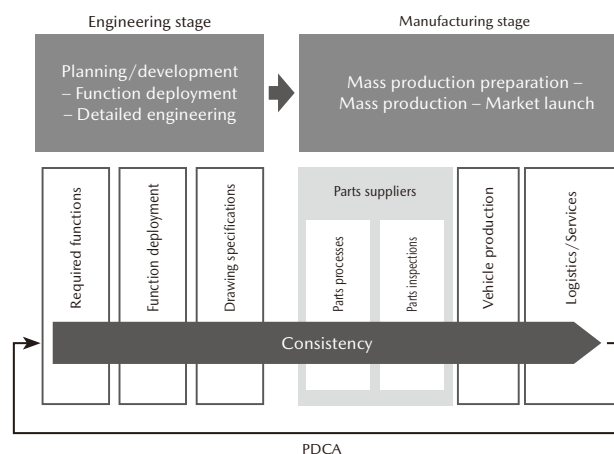 Engineering stage
Manufacturing stage
Planning/development
– Function deployment
– Detailed engineering
Mass production preparation –
Mass production – Market launch
Required functions
Function deployment
Drawing specifications
Parts suppliers
Parts processes
Parts inspections
Vehicle production
Logistics/Services
Consistency
PDCA